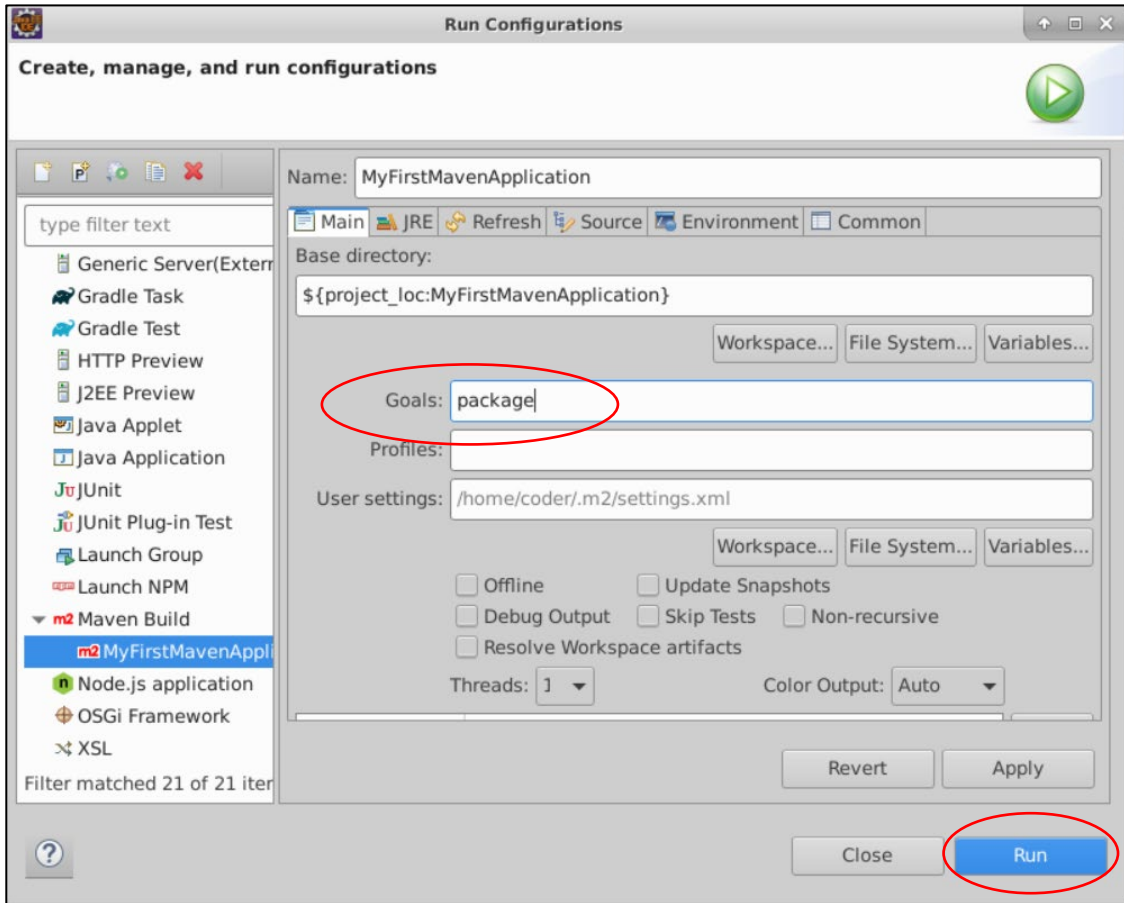 Run Configurations
Create, manage, and run configurations
type filter text
Generic Server(Extern
Gradle Task
Gradle Test
HTTP Preview
J2EE Preview
Java Applet
Java Application
Ju JUnit
JUnit Plug-in Test
Launch Group
Launch NPM
m2 Maven Build
m2 MyFirstMavenAppli
n Node.js application
OSGi Framework
XSL
Filter matched 21 of 21 iter
Name: MyFirstMavenApplication
Main JRE Refresh Source Environment Common
Base directory:
${project_loc:MyFirstMavenApplication}
Workspace... File System... Variables...
Goals: package
Profiles:
User settings: /home/coder/.m2/settings.xml
Workspace... File System... Variables...
Offline Update Snapshots
Debug Output Skip Tests Non-recursive
Resolve Workspace artifacts
Threads: 1 Color Output: Auto
Revert Apply
? Close Run